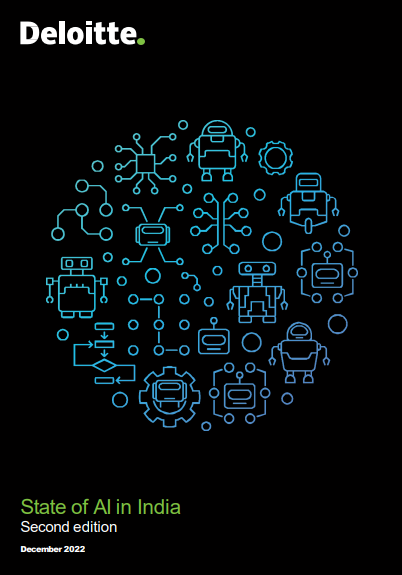 Deloitte.
State of AI in India
Second edition
December 2022